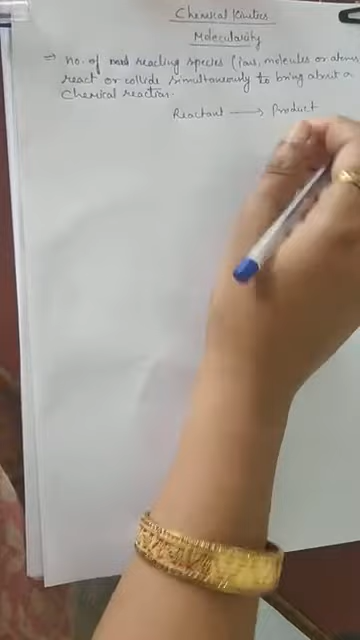 Chemical Kinetics
Molecularity
⇒ no. of reacting species (ions, molecules or atoms
react or collide simultaneously to bring about a
Chemical reaction.
Reactant → Product